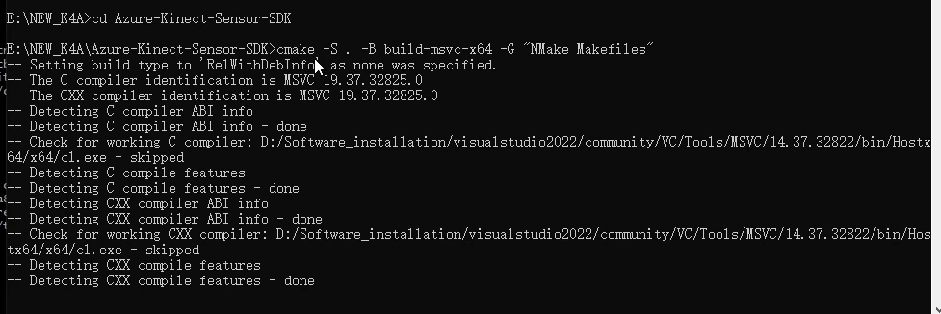 E:\NEW_K4A>cd Azure-Kinect-Sensor-SDK
E:\NEW_K4A\Azure-Kinect-Sensor-SDK>cmake -S . -B build-msvc-x64 -G "NMake Makefiles"
-- Setting build type to 'RelWithDebInfo' as none was specified.
-- The C compiler identification is MSVC 19.37.32825.0
The CXX compiler identification is MSVC 19.37.32825.0
-- Detecting C compiler ABI info
-- Detecting C compiler ABI info - done
-- Check for working C compiler: D:/Software_installation/visualstudio2022/community/VC/Tools/MSVC/14.37.32822/bin/Hostx
64/x64/cl.exe - skipped
-- Detecting C compile features
-- Detecting C compile features - done
-- Detecting CXX compiler ABI info
-- Detecting CXX compiler ABI info - done
-- Check for working CXX compiler: D:/Software_installation/visualstudio2022/community/VC/Tools/MSVC/14.37.32822/bin/Hos
tx64/x64/cl.exe - skipped
-- Detecting CXX compile features
-- Detecting CXX compile features - done